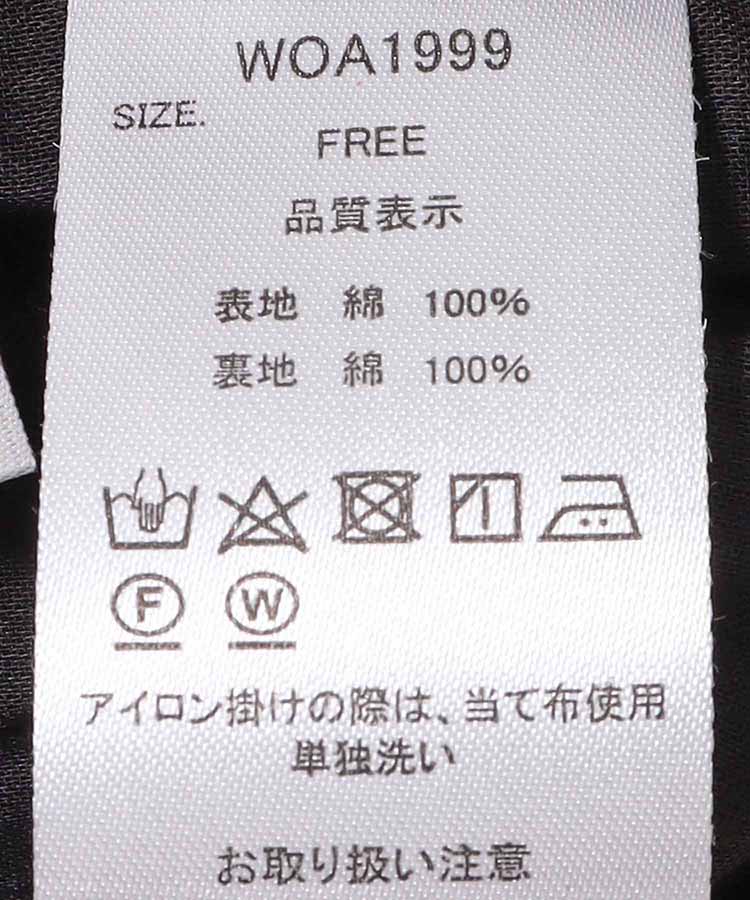 WOA1999
SIZE.
FREE
品質表示
表地 綿 100%
裏地 綿 100%
F W
アイロン掛けの際は、当て布使用
単独洗い
お取り扱い注意